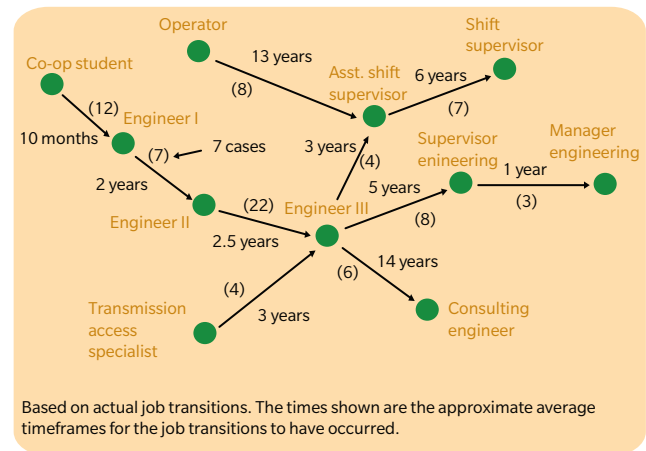 Operator
13 years
(8)
Shift
supervisor
Co-op student
(12)
10 months
Engineer I
(7)
7 cases
2 years
Asst. shift
supervisor
6 years
(7)
3 years
(4)
Supervisor
enineering
Manager
engineering
1 year
(3)
5 years
(8)
Engineer II
(22)
2.5 years
Engineer III
(6)
14 years
(4)
3 years
Transmission
access
specialist
Consulting
engineer
Based on actual job transitions. The times shown are the approximate average
timeframes for the job transitions to have occurred.